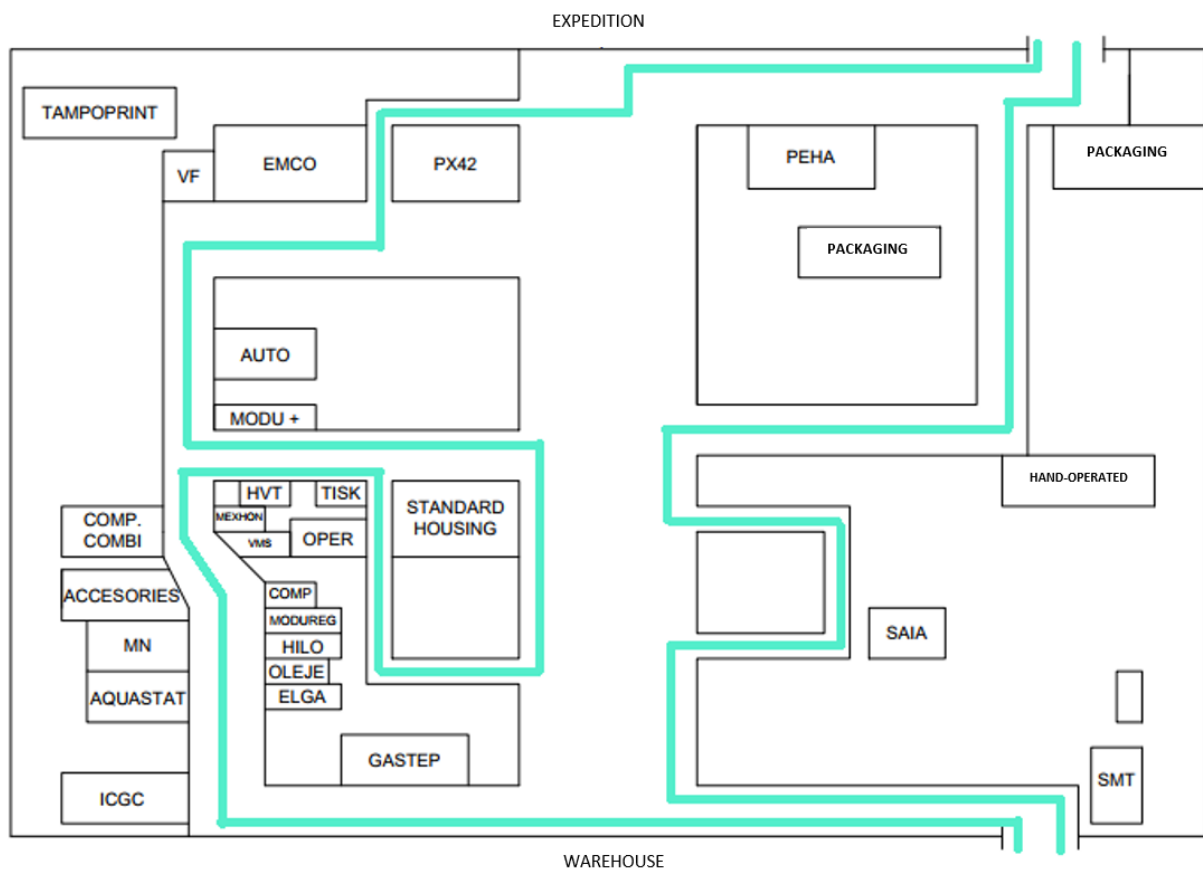 EXPEDITION
TAMPOPRINT
VF
EMCO
PX42
PEHA
PACKAGING
PACKAGING
AUTO
MODU +
HVT
TISK
MEXHON
VMS
OPER
STANDARD
HOUSING
HAND-OPERATED
COMP.
COMBI
ACCESORIES
COMP
MODUREG
MN
HILO
SAIA
OLEJE
AQUASTAT
ELGA
GASTEP
ICGC
SMT
WAREHOUSE